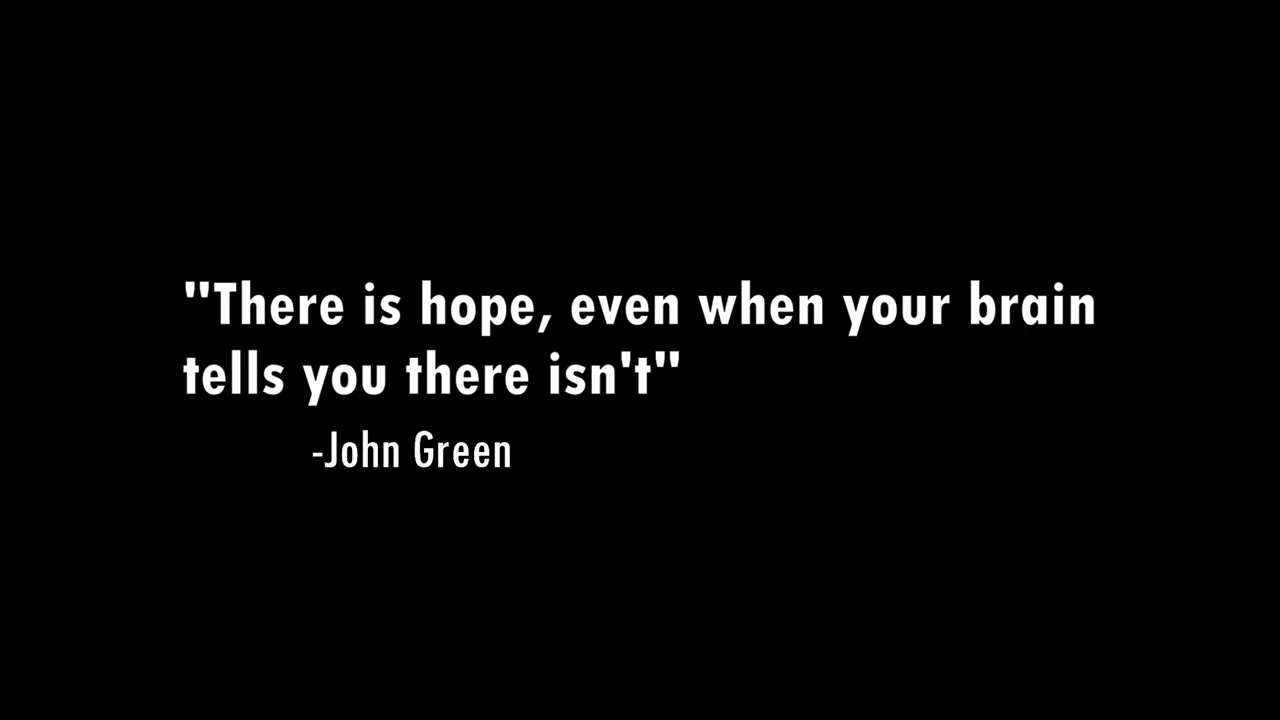 "There is hope, even when your brain
tells you there isn't"
-John Green